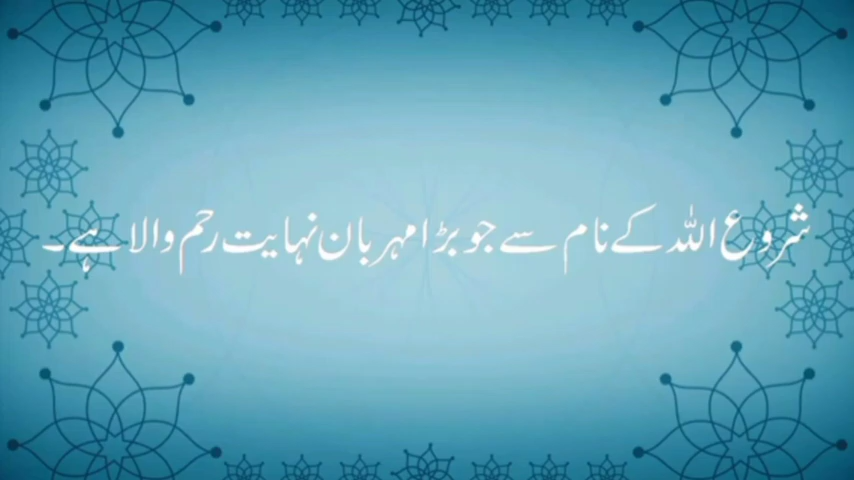 شروع اللہ کے نام سے جو بڑا مہربان نہایت رحم والا ہے۔